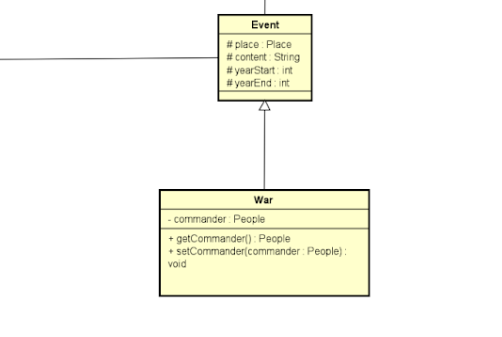 Event
# place : Place
# content : String
# yearStart : int
# yearEnd : int
War
- commander : People
+ getCommander() : People
+ setCommander(commander : People) :
void